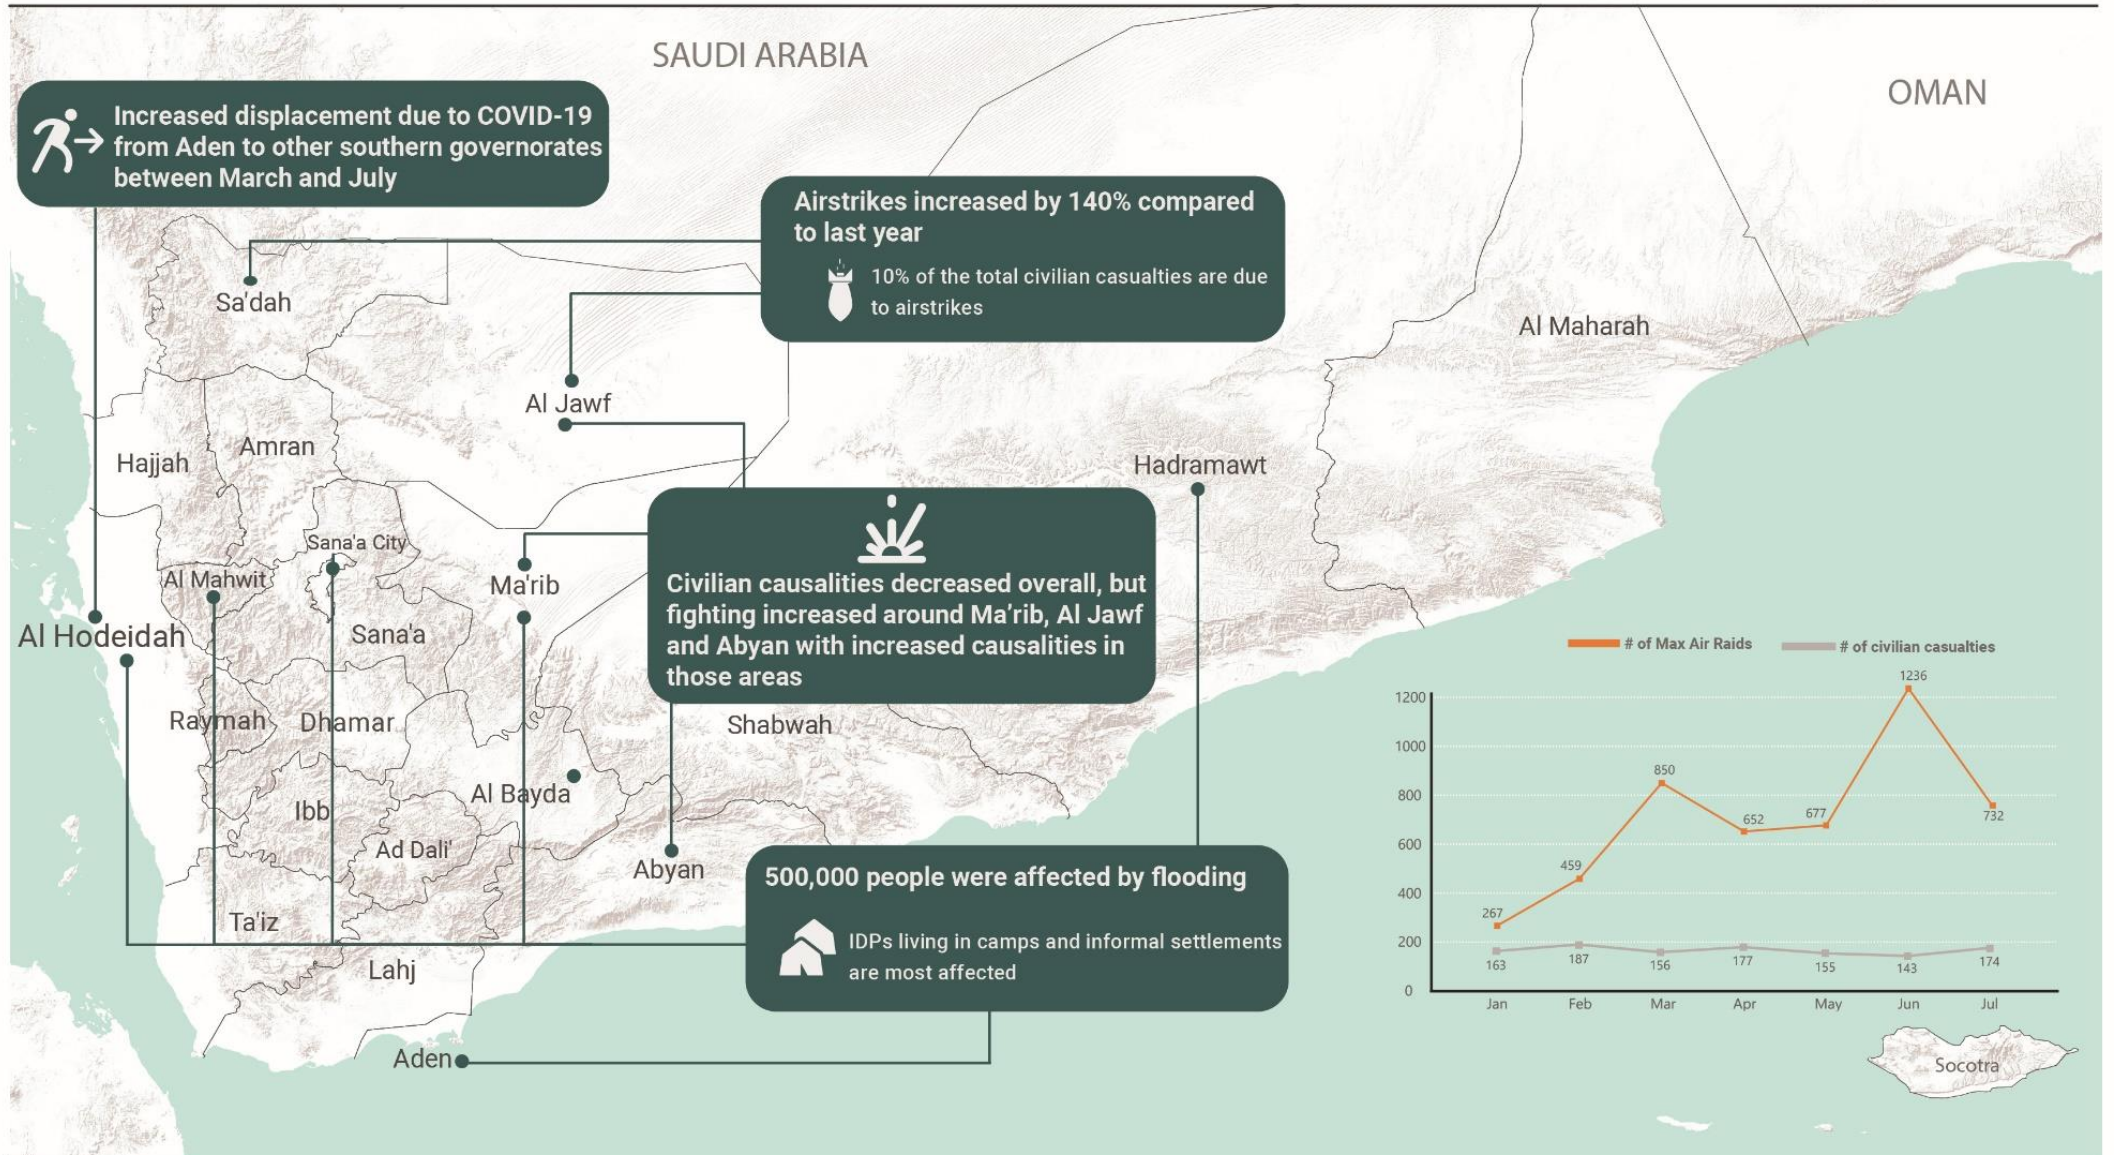 SAUDI ARABIA
OMAN
Increased displacement due to COVID-19
from Aden to other southern governorates
between March and July
Airstrikes increased by 140% compared
to last year
10% of the total civilian casualties are due
to airstrikes
Sa'dah
Al Maharah
Al Jawf
Amran
Hajjah
Hadramawt
Sana'a City
Al Mahwit
Ma'rib
Civilian causalities decreased overall, but
fighting increased around Ma'rib, Al Jawf
and Abyan with increased causalities in
those areas
Al Hodeidah
Sana'a
Raymah
Dhamar
Shabwah
Al Bayda
Ibb
Ad Dali'
Abyan
500,000 people were affected by flooding
IDPs living in camps and informal settlements
are most affected
Ta'iz
Lahj
Aden
# of Max Air Raids
# of civilian casualties
1236
1200
1000
850
800
732
677
652
600
459
400
267
200
163
187
156
177
155
143
174
0
Jan
Feb
Mar
Apr
May
Jun
Jul
Socotra